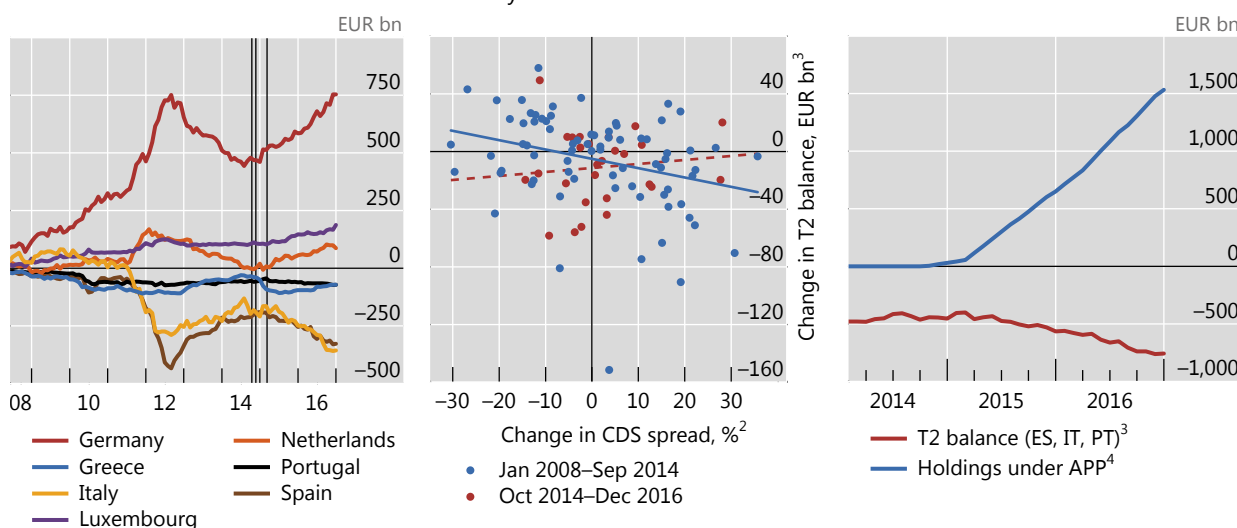 EUR bn
750
500
250
0
–250
–500
08 10 12 14 16
Germany
Greece
Italy
Luxembourg
Netherlands
Portugal
Spain
40
0
–40
–80
–120
–160
Change in T2 balance, EUR bn3
–30 –20 –10 0 10 20 30
Change in CDS spread, %2
Jan 2008–Sep 2014
Oct 2014–Dec 2016
EUR bn
1,500
1,000
500
0
–500
–1,000
2014 2015 2016
T2 balance (ES, IT, PT)3
Holdings under APP4